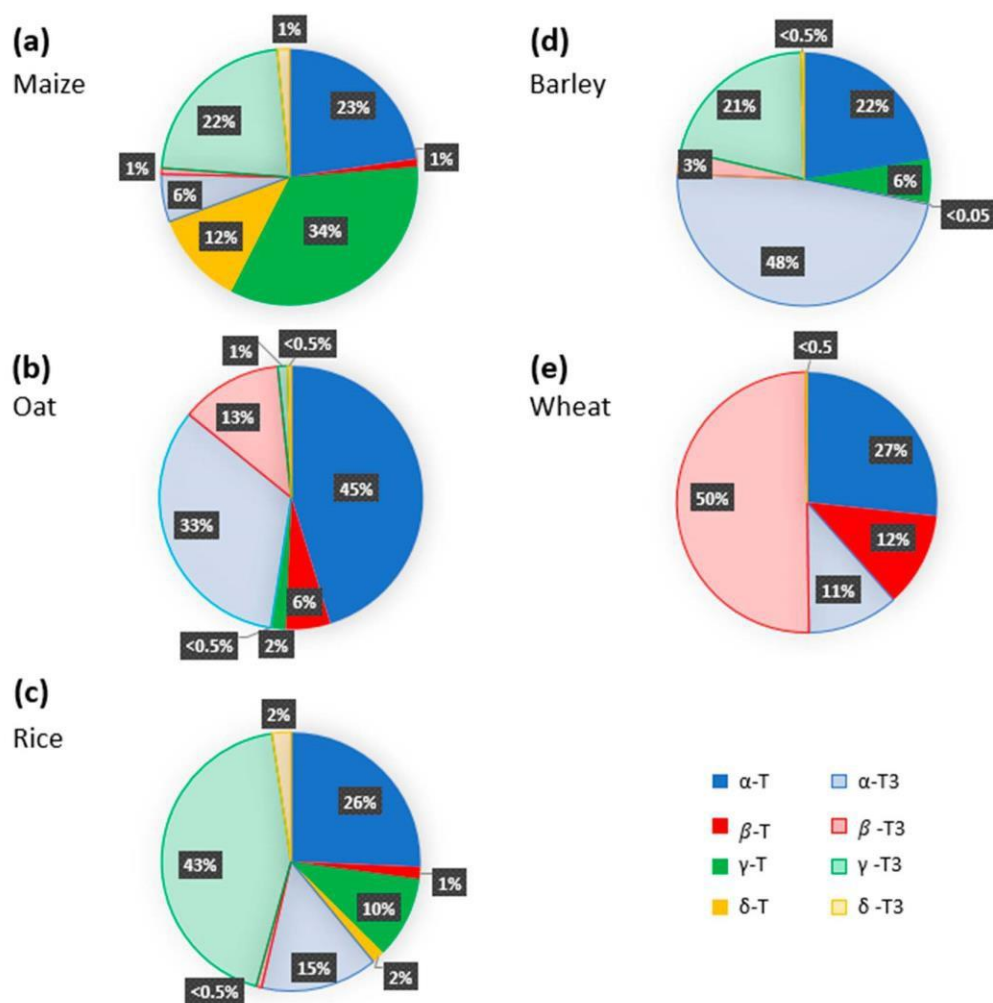 (a)
Maize
1%
23%
1%
34%
12%
6%
1%
22%
(b)
Oat
1%
<0.5%
45%
6%
2%
<0.5%
33%
13%
(c)
Rice
2%
26%
1%
10%
2%
15%
<0.5%
43%
(d)
Barley
<0.5%
22%
6%
<0.05
48%
3%
21%
(e)
Wheat
<0.5
27%
12%
11%
50%
α-T
α-T3
β-T
β -T3
γ-T
γ -T3
δ-T
δ -T3